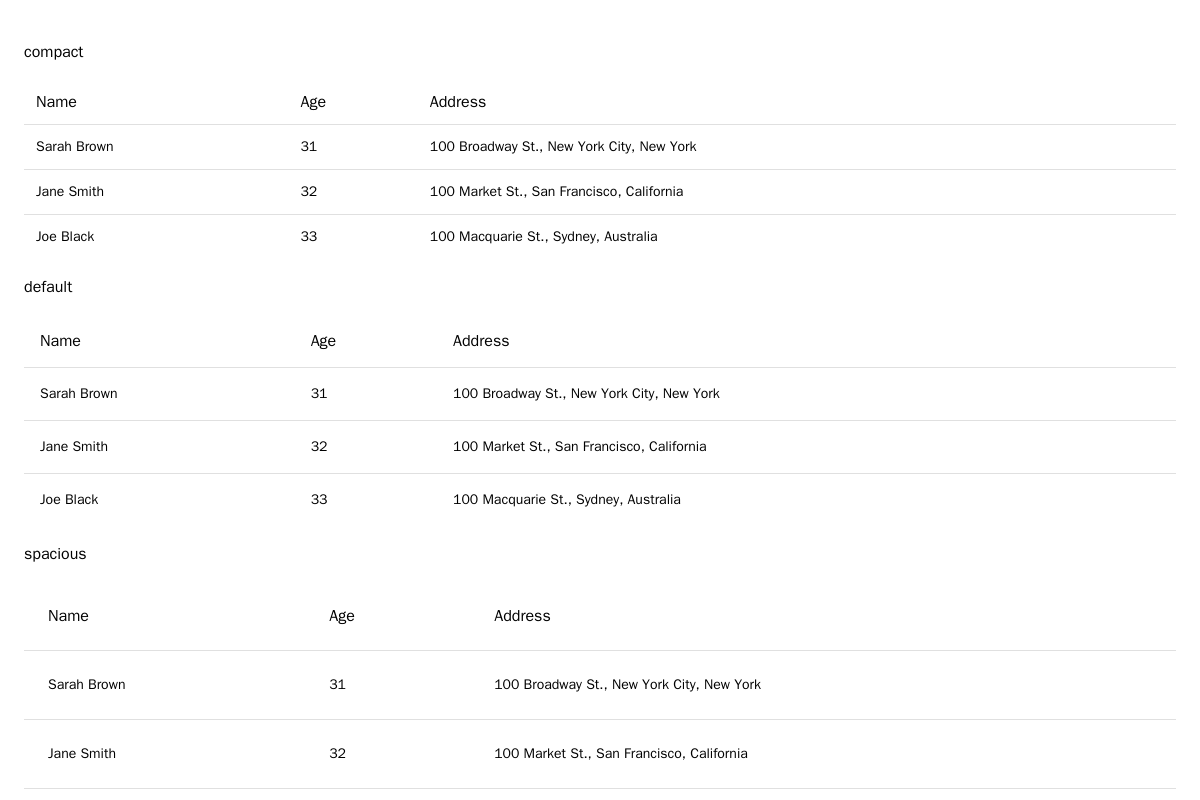 compact
Name Age Address
Sarah Brown 31 100 Broadway St., New York City, New York
Jane Smith 32 100 Market St., San Francisco, California
Joe Black 33 100 Macquarie St., Sydney, Australia
default
Name Age Address
Sarah Brown 31 100 Broadway St., New York City, New York
Jane Smith 32 100 Market St., San Francisco, California
Joe Black 33 100 Macquarie St., Sydney, Australia
spacious
Name Age Address
Sarah Brown 31 100 Broadway St., New York City, New York
Jane Smith 32 100 Market St., San Francisco, California